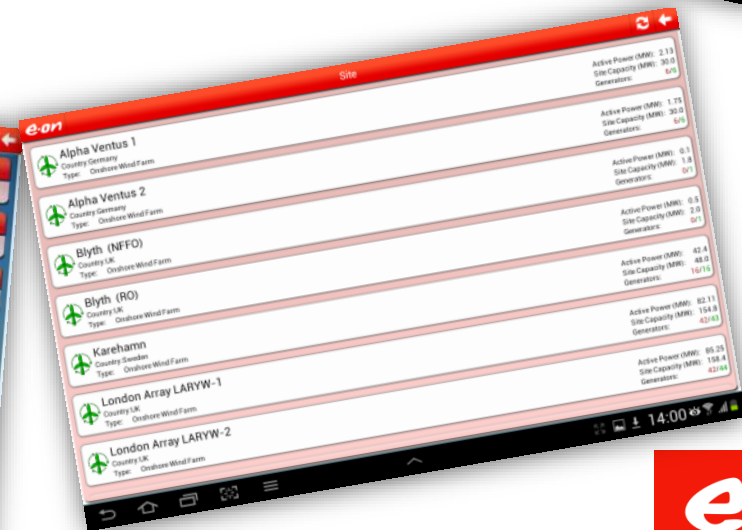 e·on
Site
Alpha Ventus 1
Country:Germany
Type: Onshore Wind Farm
Active Power (MW): 2.13
Site Capacity (MW): 30.0
Generators: 6/6
Alpha Ventus 2
Country:Germany
Type: Onshore Wind Farm
Active Power (MW): 1.75
Site Capacity (MW): 30.0
Generators: 6/6
Blyth (NFFO)
Country:UK
Type: Onshore Wind Farm
Active Power (MW): 0.1
Site Capacity (MW): 1.8
Generators: 0/1
Blyth (RO)
Country:UK
Type: Onshore Wind Farm
Active Power (MW): 0.5
Site Capacity (MW): 2.0
Generators: 0/1
Karehamn
Country:Sweden
Type: Onshore Wind Farm
Active Power (MW): 42.4
Site Capacity (MW): 48.0
Generators: 16/16
London Array LARYW-1
Country:UK
Type: Onshore Wind Farm
Active Power (MW): 82.11
Site Capacity (MW): 154.8
Generators: 42/43
London Array LARYW-2
Country:UK
Type: Onshore Wind Farm
Active Power (MW): 85.25
Site Capacity (MW): 158.4
Generators: 42/44
14:00
e